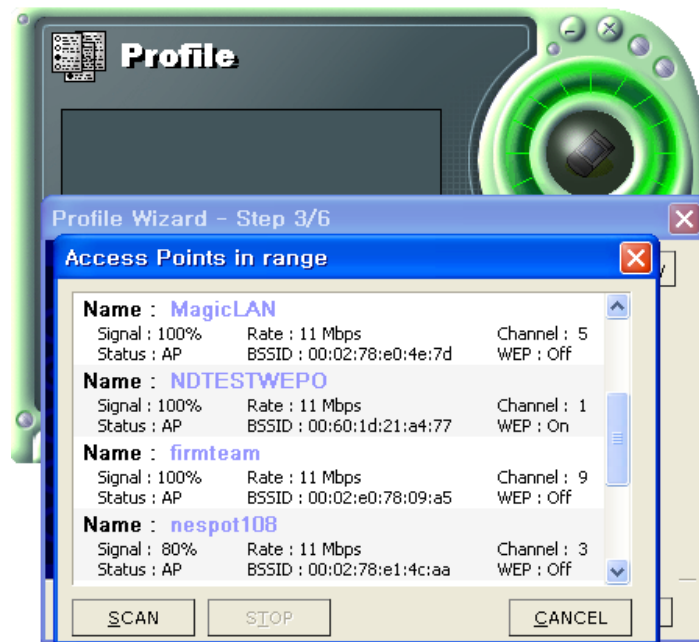 Profile
Profile Wizard - Step 3/6
Access Points in range
Name : MagicLAN
Signal : 100% Rate : 11 Mbps Channel : 5
Status : AP BSSID : 00:02:78:e0:4e:7d WEP : Off
Name : NDTESTWEPO
Signal : 100% Rate : 11 Mbps Channel : 1
Status : AP BSSID : 00:60:1d:21:a4:77 WEP : On
Name : firmteam
Signal : 100% Rate : 11 Mbps Channel : 9
Status : AP BSSID : 00:02:e0:78:09:a5 WEP : Off
Name : nespot108
Signal : 80% Rate : 11 Mbps Channel : 3
Status : AP BSSID : 00:02:78:e1:4c:aa WEP : Off
SCAN STOP CANCEL